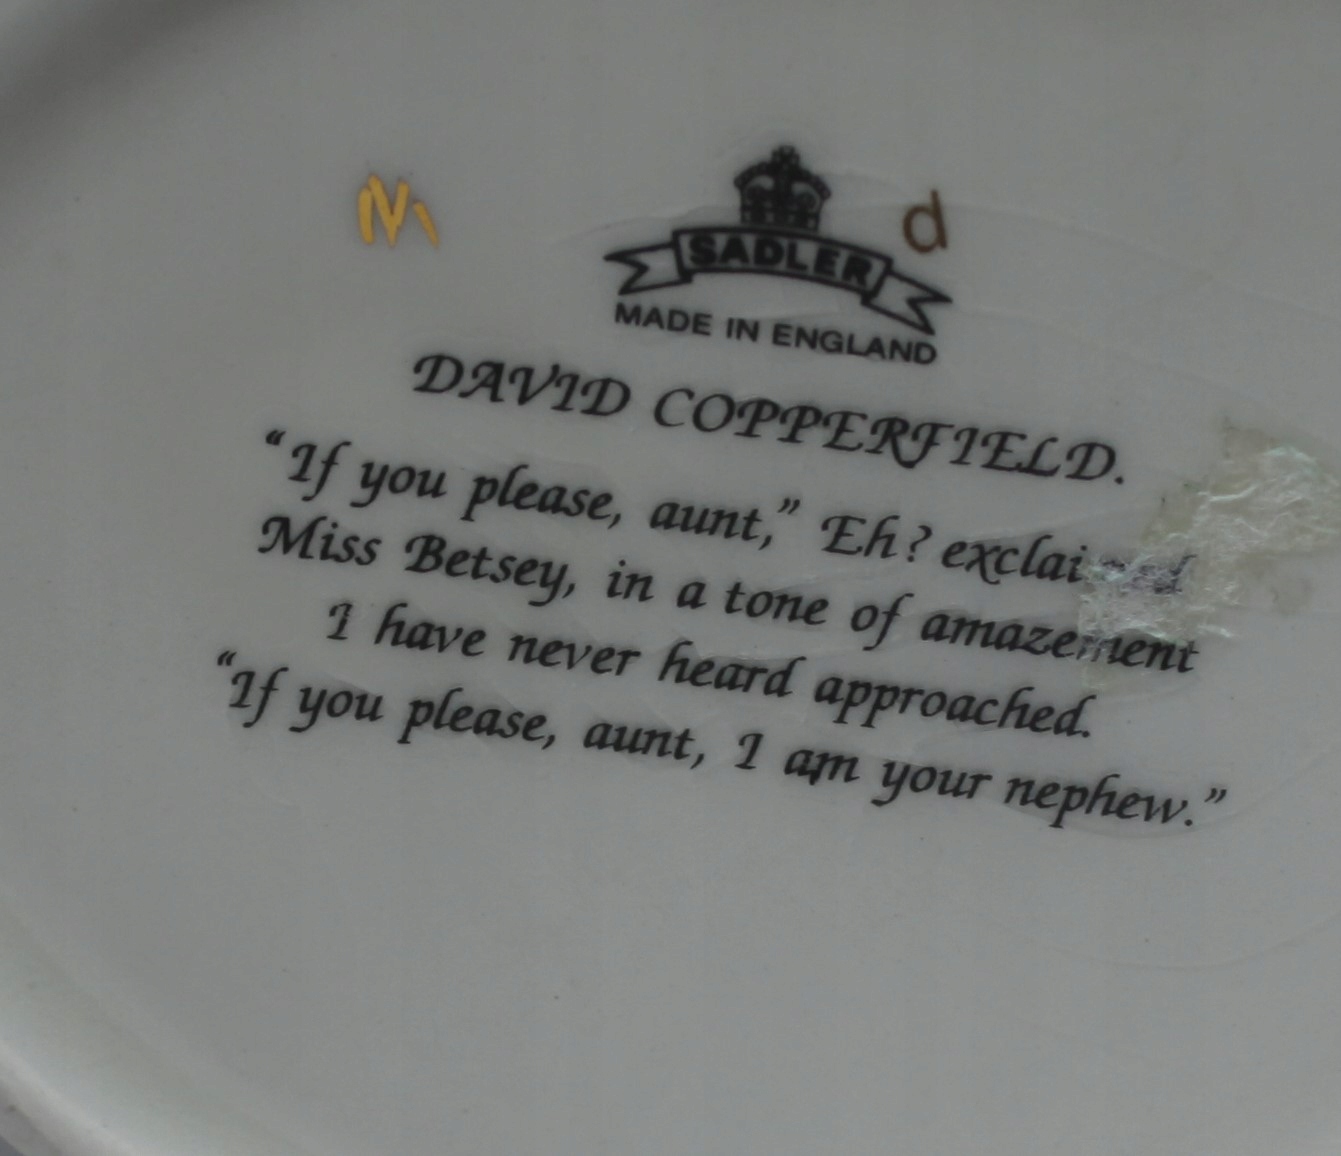 M d
SADLER
MADE IN ENGLAND
DAVID COPPERFIELD.
“If you please, aunt,” Eh? exclaimed
Miss Betsey, in a tone of amazement
I have never heard approached.
“If you please, aunt, I am your nephew.”